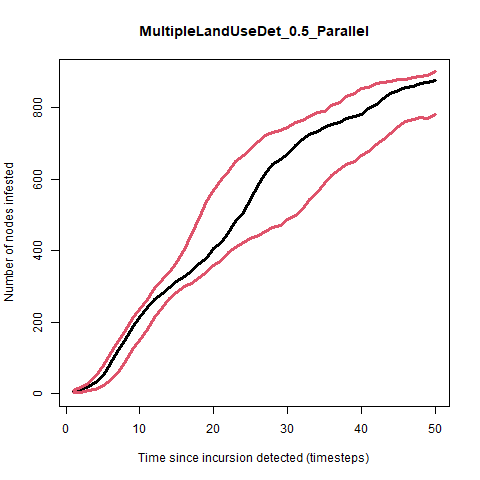 MultipleLandUseDet_0.5_Parallel
Number of nodes infested
800
600
400
200
0
0 10 20 30 40 50
Time since incursion detected (timesteps)